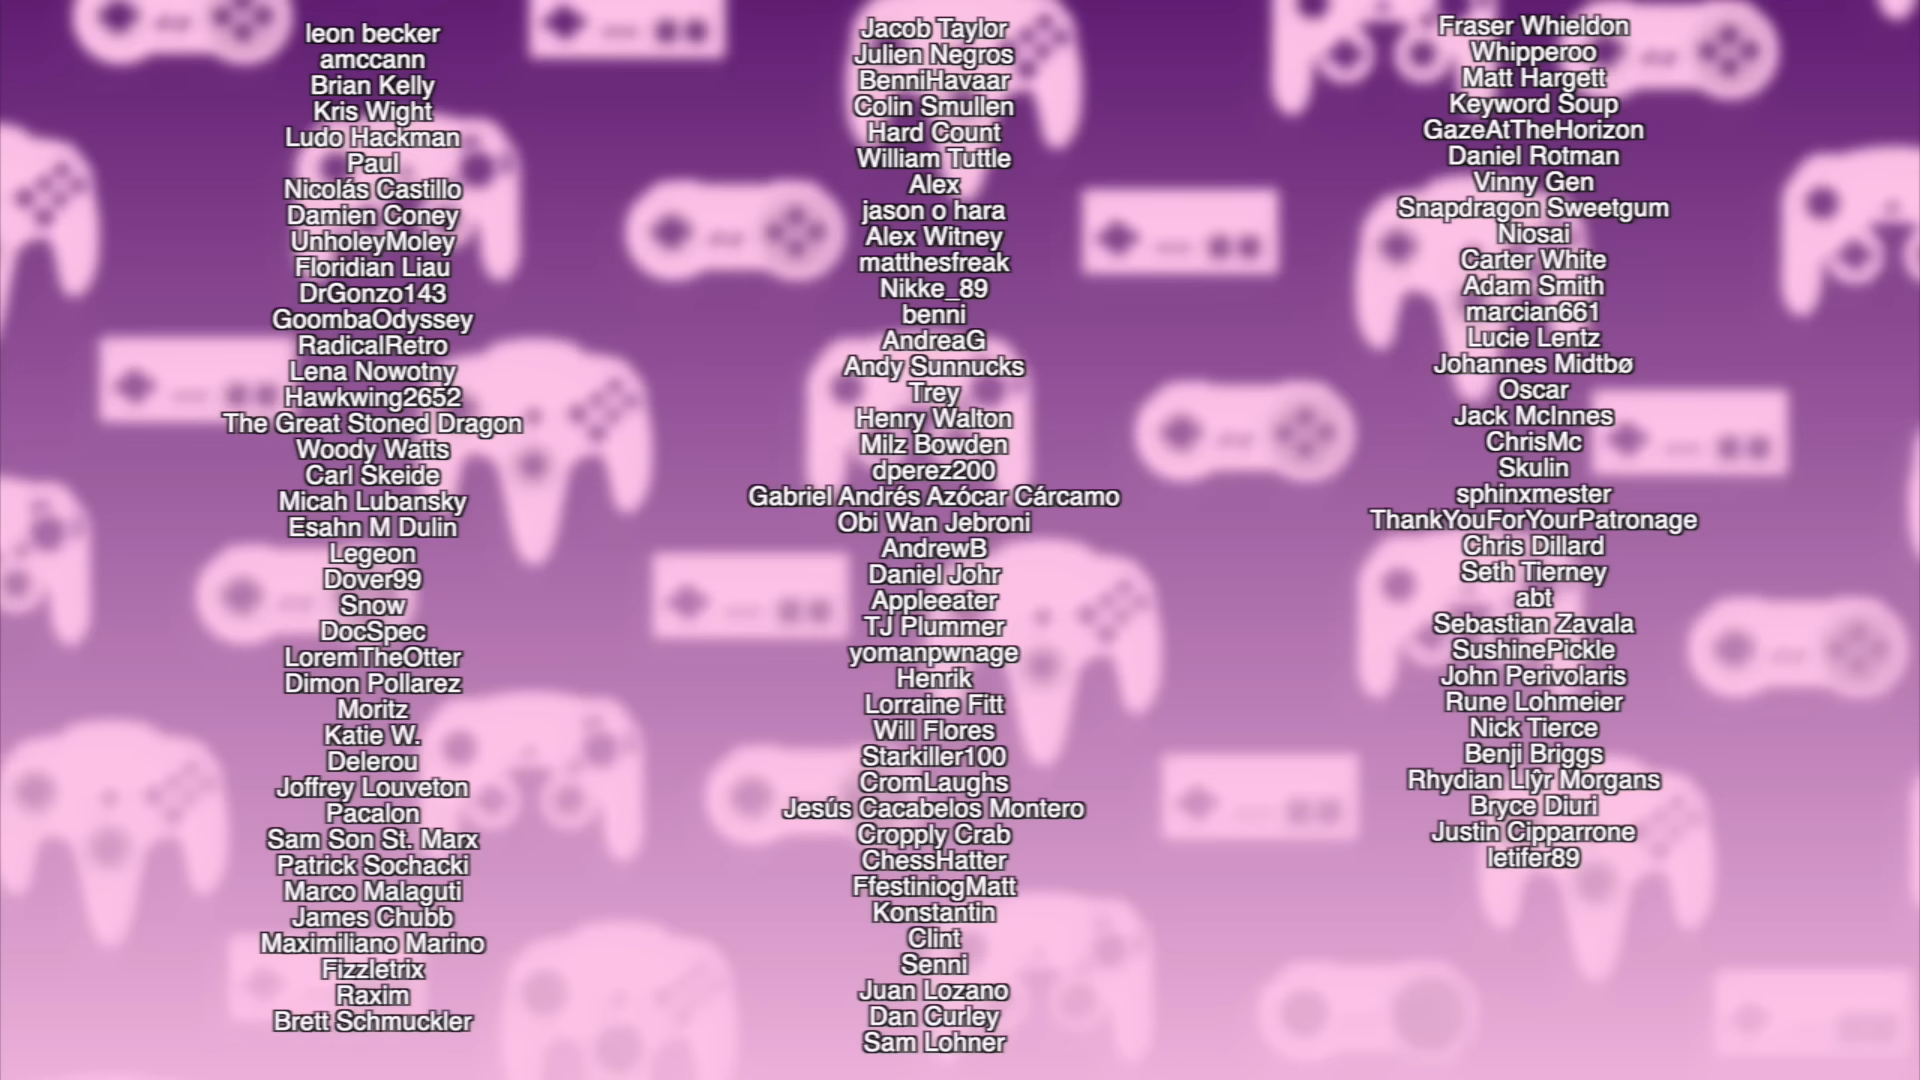 leon becker
amccann
Brian Kelly
Kris Wight
Ludo Hackman
Paul
Nicolás Castillo
Damien Coney
UnholeyMoley
Floridian Liau
DrGonzo143
GoombaOdyssey
RadicalRetro
Lena Nowotny
Hawkwing2652
The Great Stoned Dragon
Woody Watts
Carl Skeide
Micah Lubansky
Esahn M Dulin
Legeon
Dover99
Snow
DocSpec
LoremTheOtter
Dimon Pollarez
Moritz
Katie W.
Delerou
Joffrey Louveton
Pacalon
Sam Son St. Marx
Patrick Sochacki
Marco Malaguti
James Chubb
Maximiliano Marino
Fizzletrix
Raxim
Brett Schmuckler
Jacob Taylor
Julien Negros
BenniHavaar
Colin Smullen
Hard Count
William Tuttle
Alex
jason o hara
Alex Witney
matthesfreak
Nikke_89
benni
AndreaG
Andy Sunnucks
Trey
Henry Walton
Milz Bowden
dperez200
Gabriel Andrés Azócar Cárcamo
Obi Wan Jebroni
AndrewB
Daniel Johr
Appleeater
TJ Plummer
yomanpwnage
Henrik
Lorraine Fitt
Will Flores
Starkiller100
CromLaughs
Jesús Cacabelos Montero
Cropply Crab
ChessHatter
FfestiniogMatt
Konstantin
Clint
Senni
Juan Lozano
Dan Curley
Sam Lohner
Fraser Whieldon
Whipperoo
Matt Hargett
Keyword Soup
GazeAtTheHorizon
Daniel Rotman
Vinny Gen
Snapdragon Sweetgum
Niosai
Carter White
Adam Smith
marcian661
Lucie Lentz
Johannes Midtbø
Oscar
Jack McInnes
ChrisMc
Skulin
sphinxmester
ThankYouForYourPatronage
Chris Dillard
Seth Tierney
abt
Sebastian Zavala
SushinePickle
John Perivolaris
Rune Lohmeier
Nick Tierce
Benji Briggs
Rhydian Llŷr Morgans
Bryce Diuri
Justin Cipparrone
letifer89